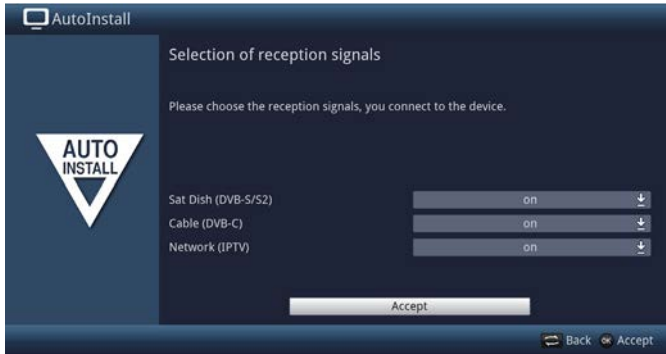 AutoInstall
Selection of reception signals
Please choose the reception signals, you connect to the device.
AUTO
INSTALL
Sat Dish (DVB-S/S2) on
Cable (DVB-C) on
Network (IPTV) on
Accept
Back OK Accept